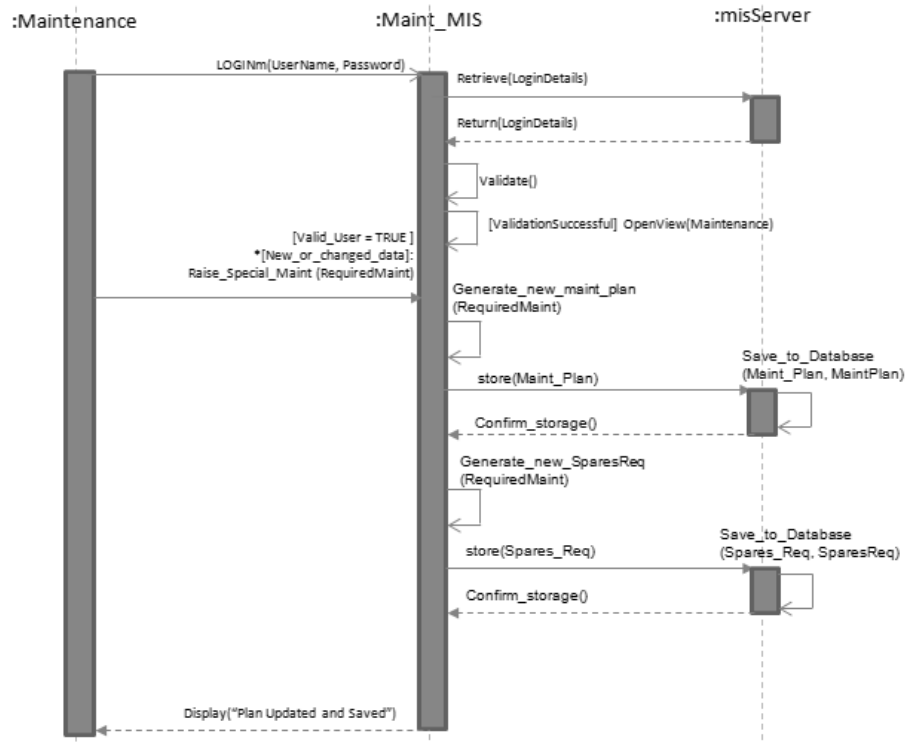 :Maintenance
:Maint_MIS
:misServer
LOGINm(UserName, Password)
Retrieve(LoginDetails)
Return(LoginDetails)
Validate()
[ValidationSuccessful] OpenView(Maintenance)
[Valid_User = TRUE ]
*[New_or_changed_data]:
Raise_Special_Maint (RequiredMaint)
Generate_new_maint_plan
(RequiredMaint)
store(Maint_Plan)
Save_to_Database
(Maint_Plan, MaintPlan)
Confirm_storage()
Generate_new_SparesReq
(RequiredMaint)
store(Spares_Req)
Save_to_Database
(Spares_Req, SparesReq)
Confirm_storage()
Display("Plan Updated and Saved")